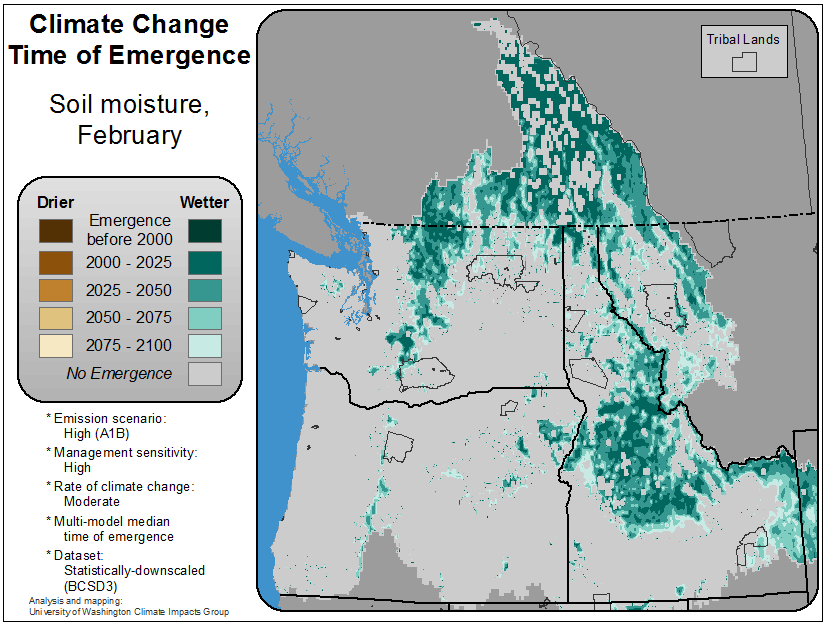 Climate Change
Time of Emergence
Soil moisture,
February
Drier
Wetter
Emergence
before 2000
2000 - 2025
2025 - 2050
2050 - 2075
2075 - 2100
No Emergence
* Emission scenario:
High (A1B)
* Management sensitivity:
High
* Rate of climate change:
Moderate
* Multi-model median
time of emergence
* Dataset:
Statistically-downscaled
(BCSD3)
Analysis and mapping:
University of Washington Climate Impacts Group
Tribal Lands